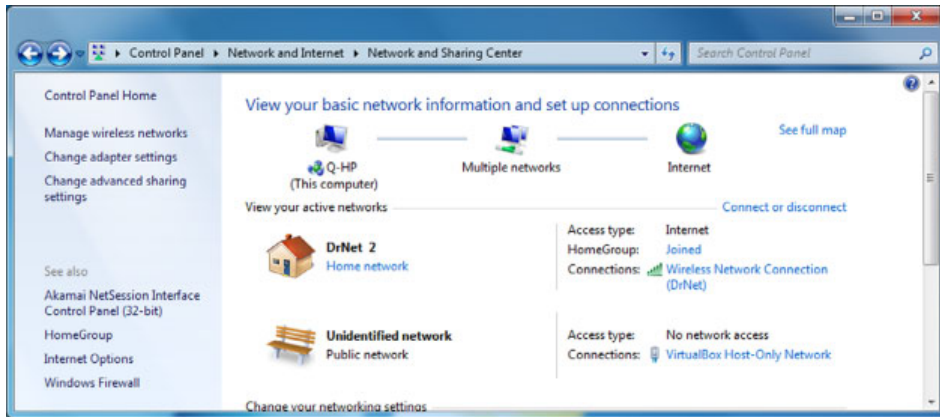 Control Panel ▸ Network and Internet ▸ Network and Sharing Center
Search Control Panel
Control Panel Home
Manage wireless networks
Change adapter settings
Change advanced sharing
settings
See also
Akamai NetSession Interface
Control Panel (32-bit)
HomeGroup
Internet Options
Windows Firewall
View your basic network information and set up connections
See full map
Q-HP
(This computer)
Multiple networks
Internet
View your active networks
Connect or disconnect
DrNet 2
Home network
Access type: Internet
HomeGroup: Joined
Connections: Wireless Network Connection
(DrNet)
Unidentified network
Public network
Access type: No network access
Connections: VirtualBox Host-Only Network
Change your networking settings